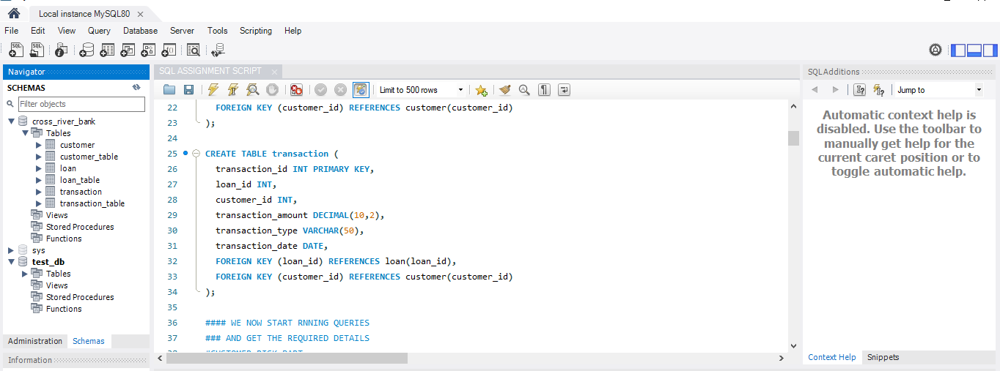 Local instance MySQL80
File Edit View Query Database Server Tools Scripting Help
Navigator
SCHEMAS
Filter objects
cross_river_bank
Tables
customer
customer_table
loan
loan_table
transaction
transaction_table
Views
Stored Procedures
Functions
sys
test_db
Tables
Views
Stored Procedures
Functions
Administration Schemas
Information
SQL ASSIGNMENT SCRIPT
Limit to 500 rows
22 FOREIGN KEY (customer_id) REFERENCES customer(customer_id)
23 );
24
25 CREATE TABLE transaction (
26 transaction_id INT PRIMARY KEY,
27 loan_id INT,
28 customer_id INT,
29 transaction_amount DECIMAL(10,2),
30 transaction_type VARCHAR(50),
31 transaction_date DATE,
32 FOREIGN KEY (loan_id) REFERENCES loan(loan_id),
33 FOREIGN KEY (customer_id) REFERENCES customer(customer_id)
34 );
35
36 #### WE NOW START RNNING QUERIES
37 ### AND GET THE REQUIRED DETAILS
SQLAdditions
Jump to
Automatic context help is
disabled. Use the toolbar to
manually get help for the
current caret position or to
toggle automatic help.
Context Help Snippets